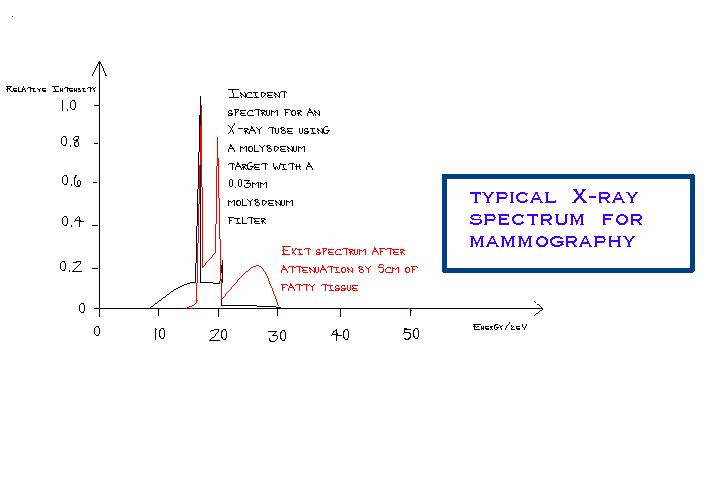 Relative Intensity
1.0
0.8
0.6
0.4
0.2
0
0
10
20
30
40
50
Energy/keV
Incident
spectrum for an
X-ray tube using
a molybdenum
target with a
0.03mm
molybdenum
filter
Exit spectrum after
attenuation by 5cm of
fatty tissue
typical X-ray
spectrum for
mammography